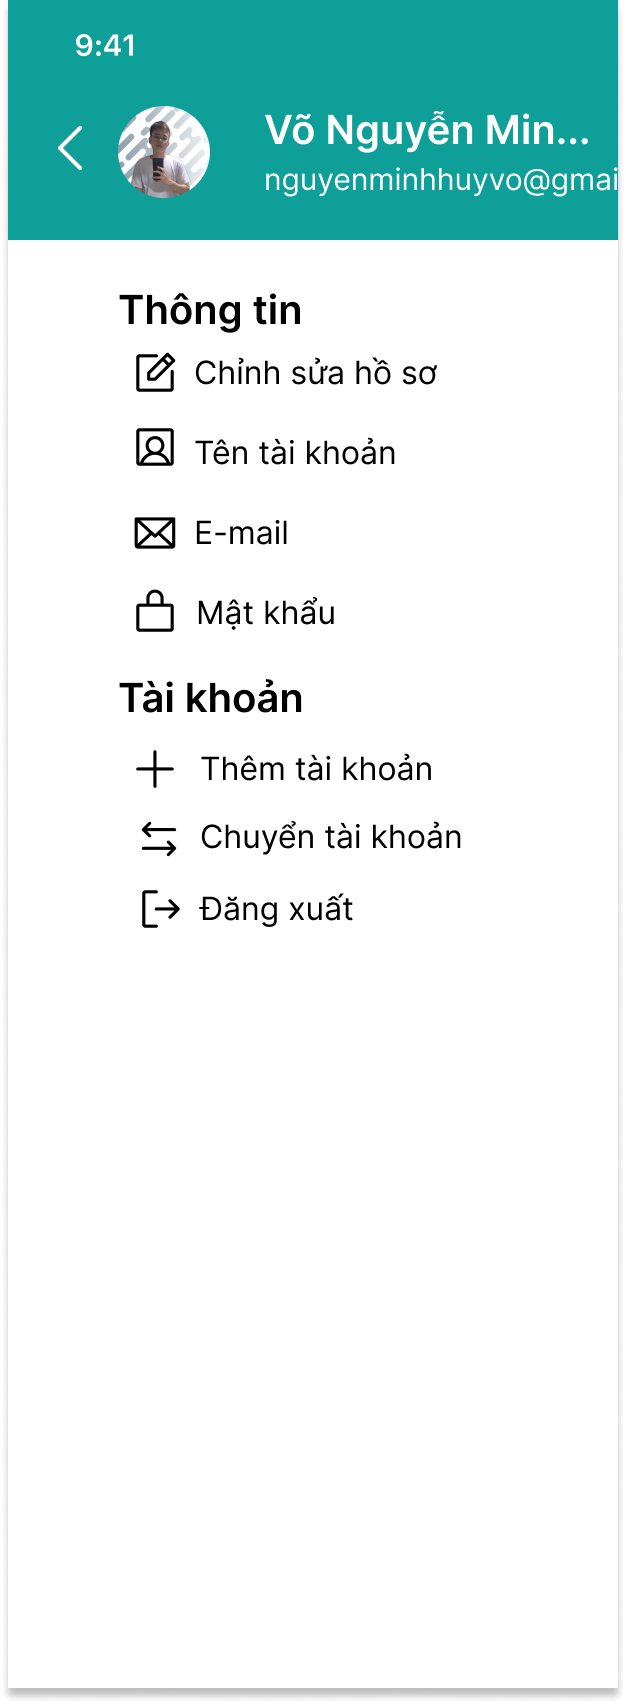 9:41
Võ Nguyễn Min...
nguyenminhhuyvo@gmai
Thông tin
Chỉnh sửa hồ sơ
Tên tài khoản
E-mail
Mật khẩu
Tài khoản
Thêm tài khoản
Chuyển tài khoản
Đăng xuất